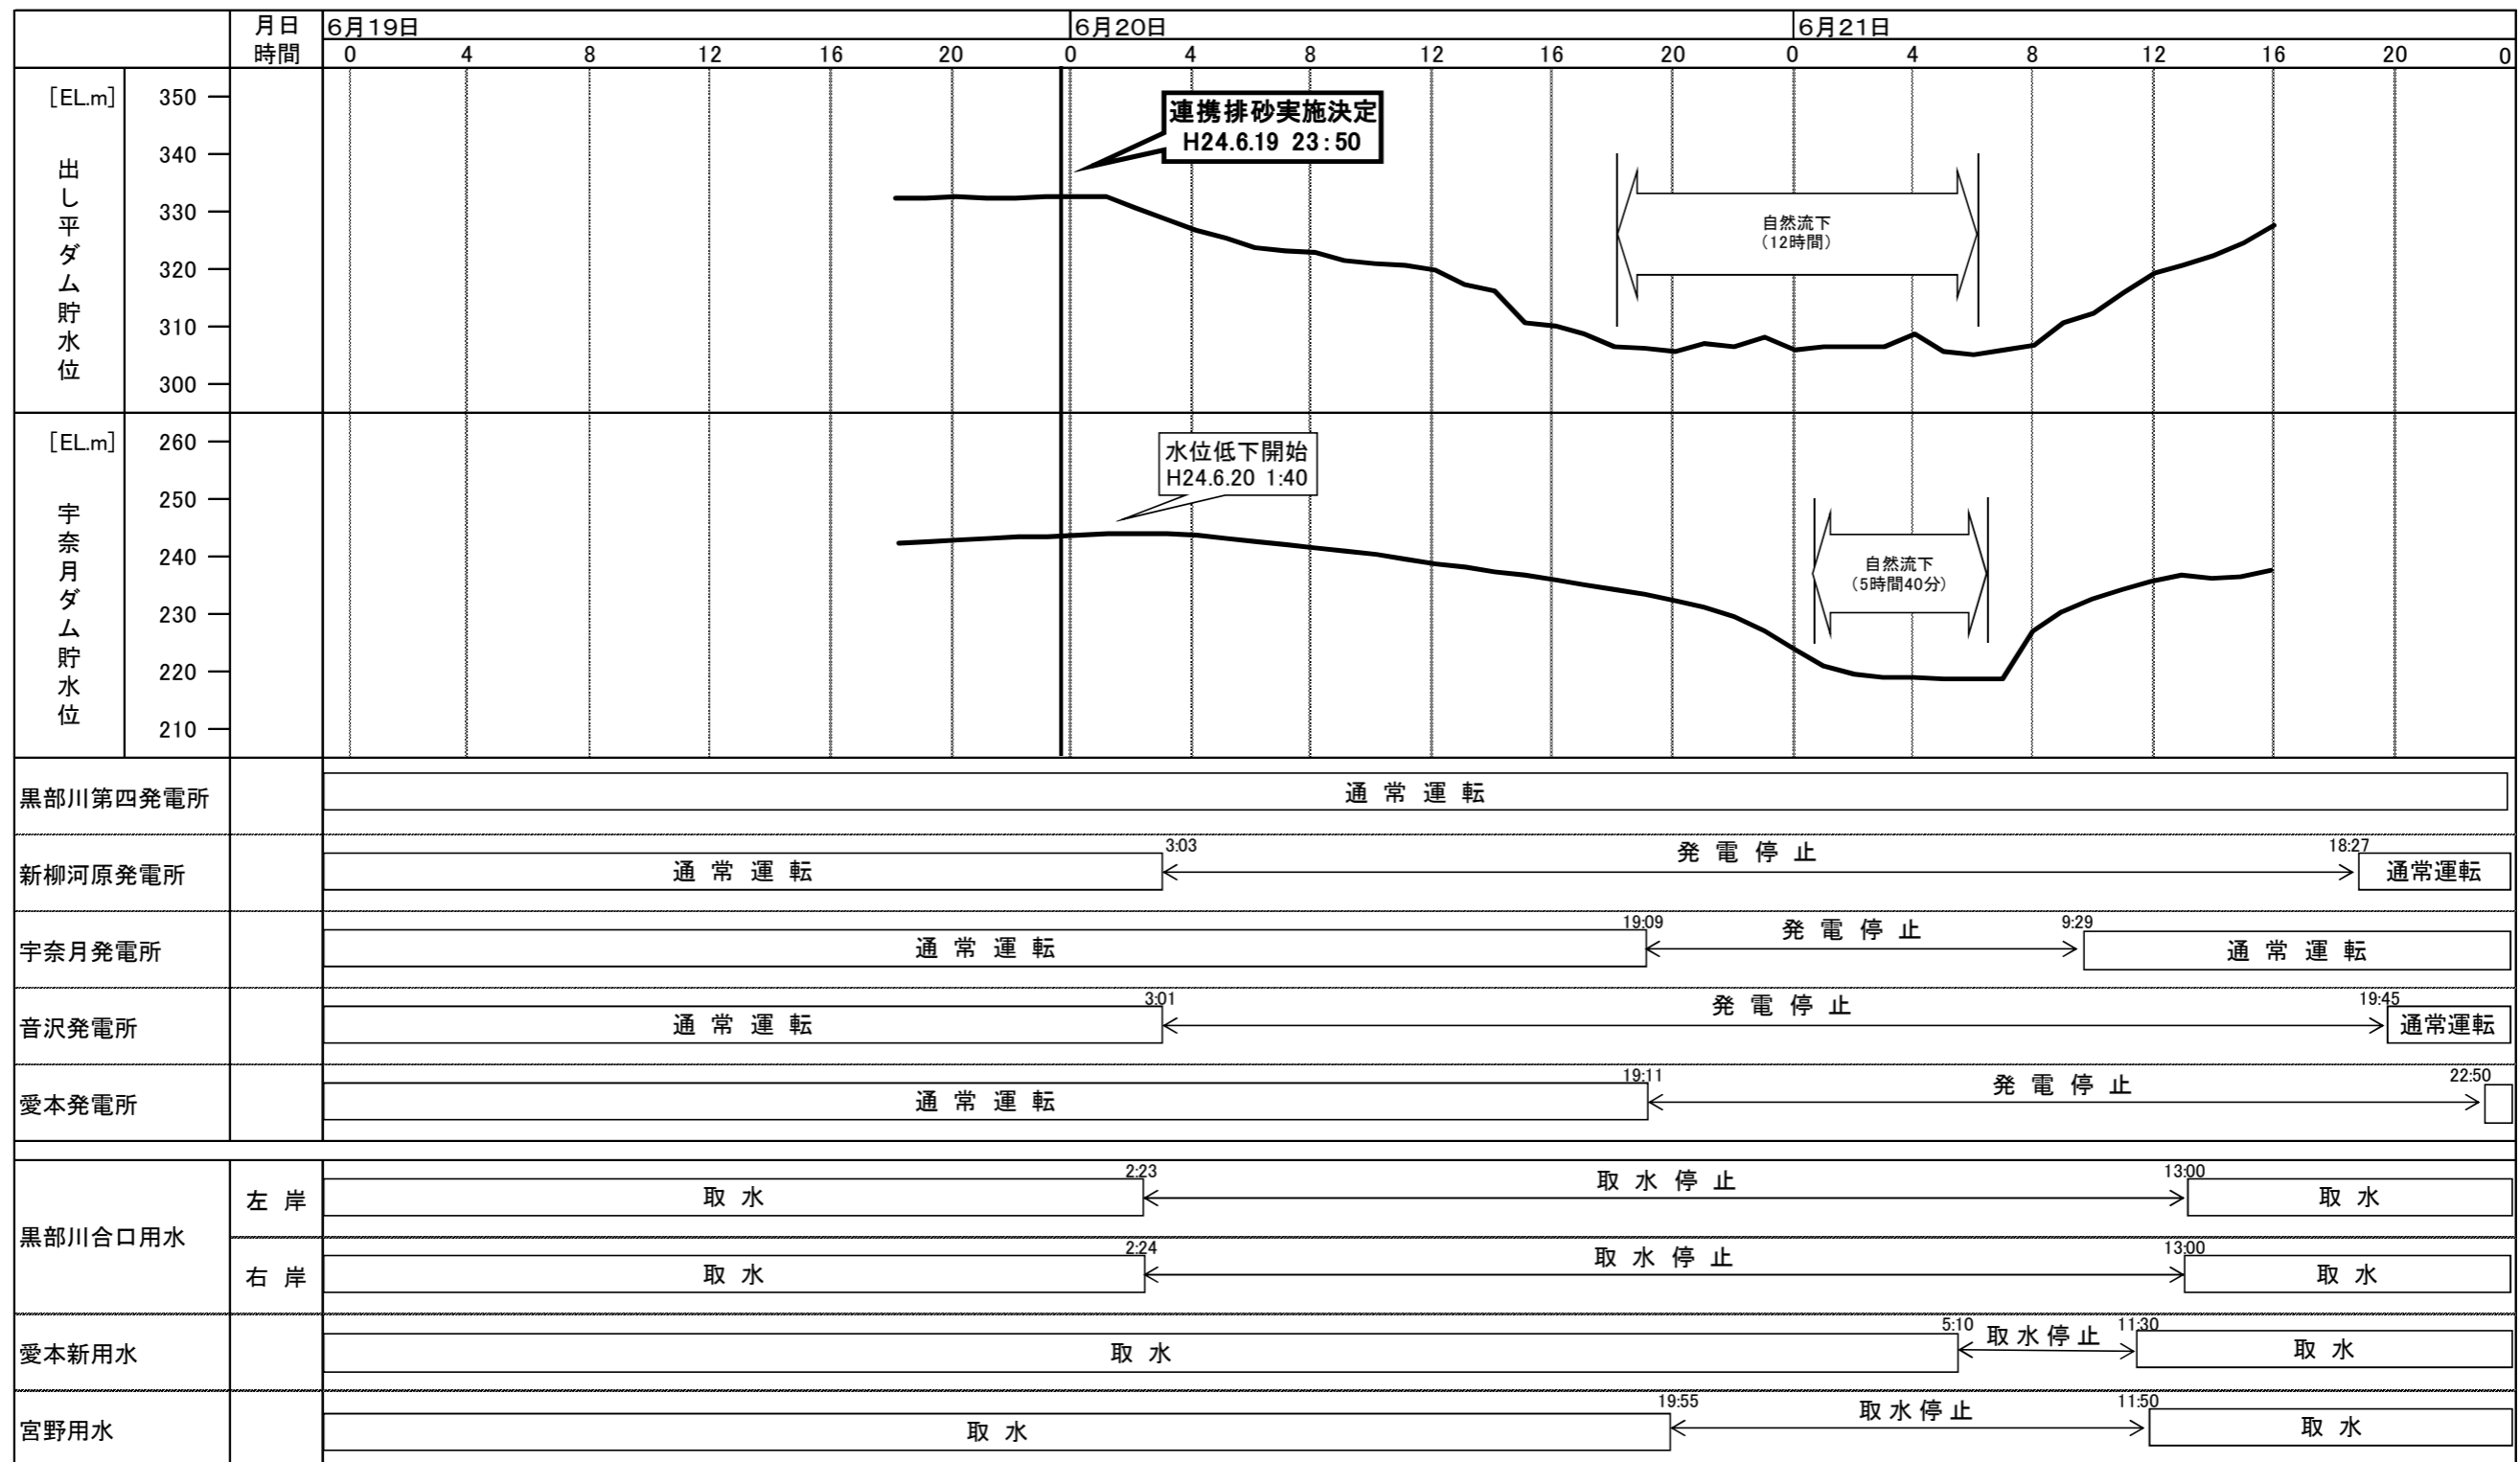 月日 6月19日 6月20日 6月21日
時間 0 4 8 12 16 20 0 4 8 12 16 20 0 4 8 12 16 20 0
[EL.m]
出し平ダム貯水位
350
340
330
320
310
300
連携排砂実施決定
H24.6.19 23:50
自然流下
(12時間)
[EL.m]
宇奈月ダム貯水位
260
250
240
230
220
210
水位低下開始
H24.6.20 1:40
自然流下
(5時間40分)
黒部川第四発電所 通常運転
新柳河原発電所 通常運転 3:03 発電停止 18:27 通常運転
宇奈月発電所 通常運転 19:09 発電停止 9:29 通常運転
音沢発電所 通常運転 3:01 発電停止 19:45 通常運転
愛本発電所 通常運転 19:11 発電停止 22:50
黒部川合口用水
左岸 取水 2:23 取水停止 13:00 取水
右岸 取水 2:24 取水停止 13:00 取水
愛本新用水 取水 5:10 取水停止 11:30 取水
宮野用水 取水 19:55 取水停止 11:50 取水